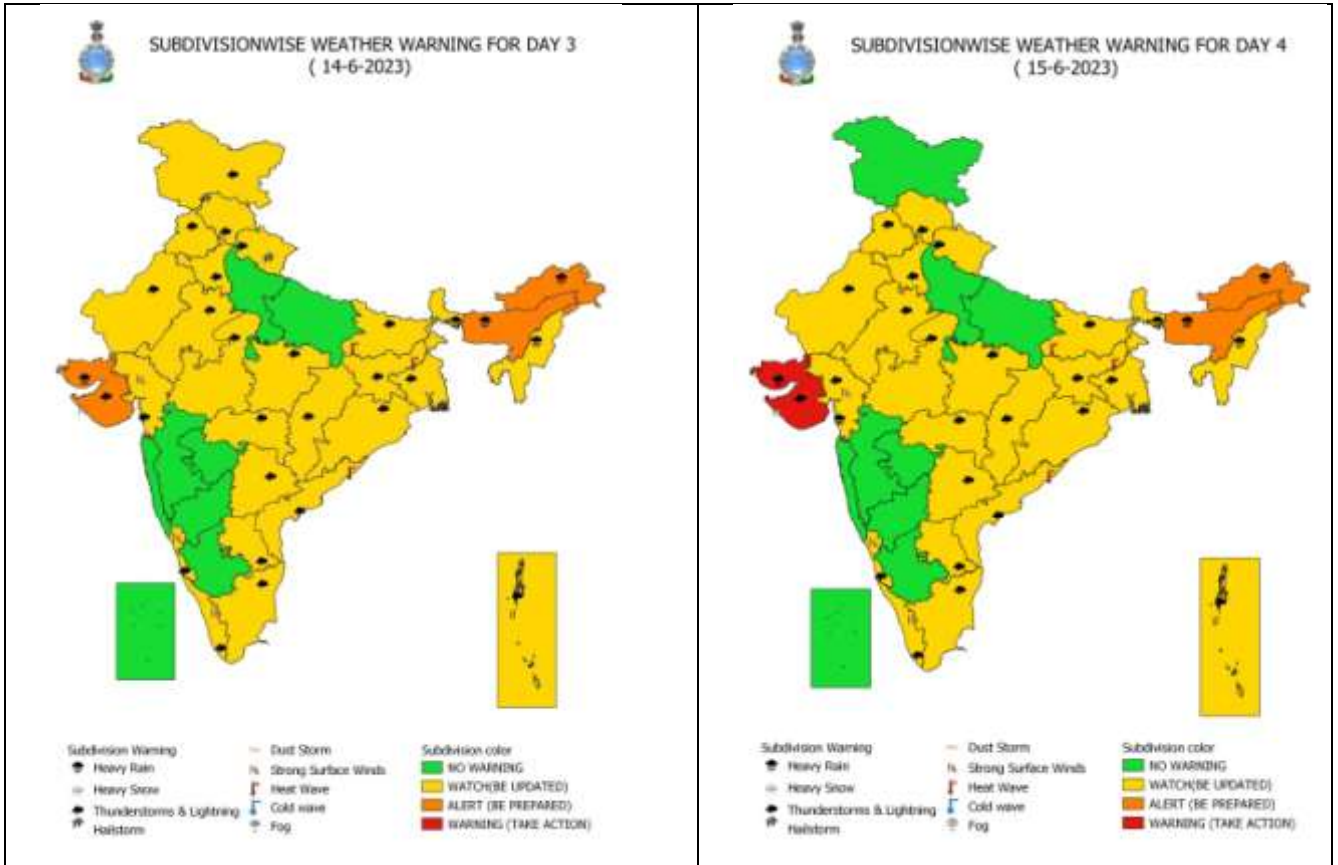 SUBDIVISIONWISE WEATHER WARNING FOR DAY 3
( 14-6-2023)
Subdivision Warning
Heavy Rain
Heavy Snow
Thunderstorms & Lightning
Hailstorm
Dust Storm
Strong Surface Winds
Heat Wave
Cold wave
Fog
Subdivision color
NO WARNING
WATCH(BE UPDATED)
ALERT (BE PREPARED)
WARNING (TAKE ACTION)
SUBDIVISIONWISE WEATHER WARNING FOR DAY 4
( 15-6-2023)
Subdivision Warning
Heavy Rain
Heavy Snow
Thunderstorms & Lightning
Hailstorm
Dust Storm
Strong Surface Winds
Heat Wave
Cold wave
Fog
Subdivision color
NO WARNING
WATCH(BE UPDATED)
ALERT (BE PREPARED)
WARNING (TAKE ACTION)